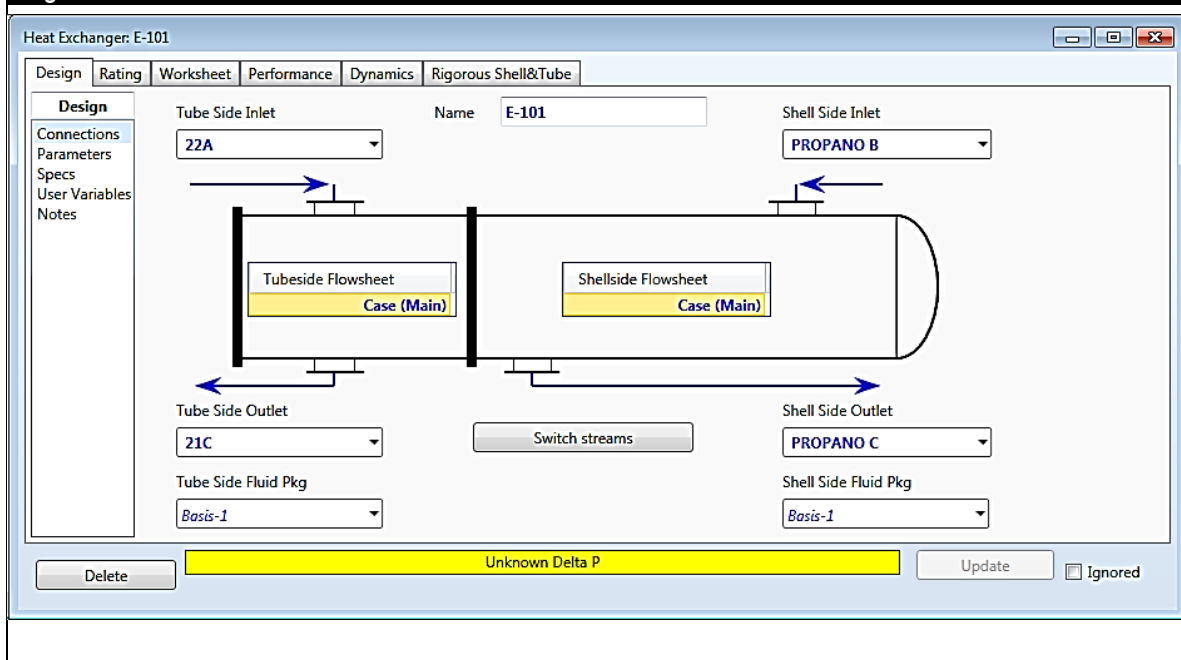 Heat Exchanger: E-101
Design Rating Worksheet Performance Dynamics Rigorous Shell&Tube
Design
Connections
Parameters
Specs
User Variables
Notes
Tube Side Inlet Name E-101 Shell Side Inlet
22A PROPANO B
Tubeside Flowsheet Shellside Flowsheet
Case (Main) Case (Main)
Tube Side Outlet Shell Side Outlet
21C Switch streams PROPANO C
Tube Side Fluid Pkg Shell Side Fluid Pkg
Basis-1 Basis-1
Delete Unknown Delta P Update Ignored